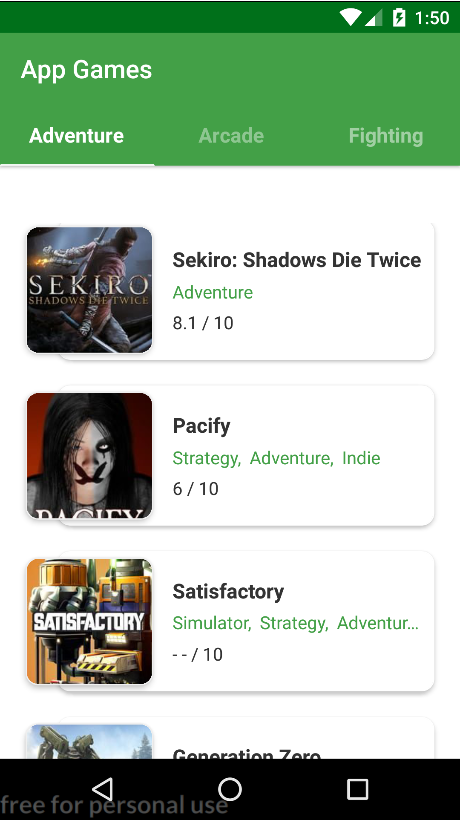 1:50
App Games
Adventure Arcade Fighting
SEKIRO
SHADOWS DIE TWICE
Sekiro: Shadows Die Twice
Adventure
8.1 / 10
PACIFY
Pacify
Strategy, Adventure, Indie
6 / 10
SATISFACTORY
Satisfactory
Simulator, Strategy, Adventur...
- - / 10
Generation Zero
free for personal use